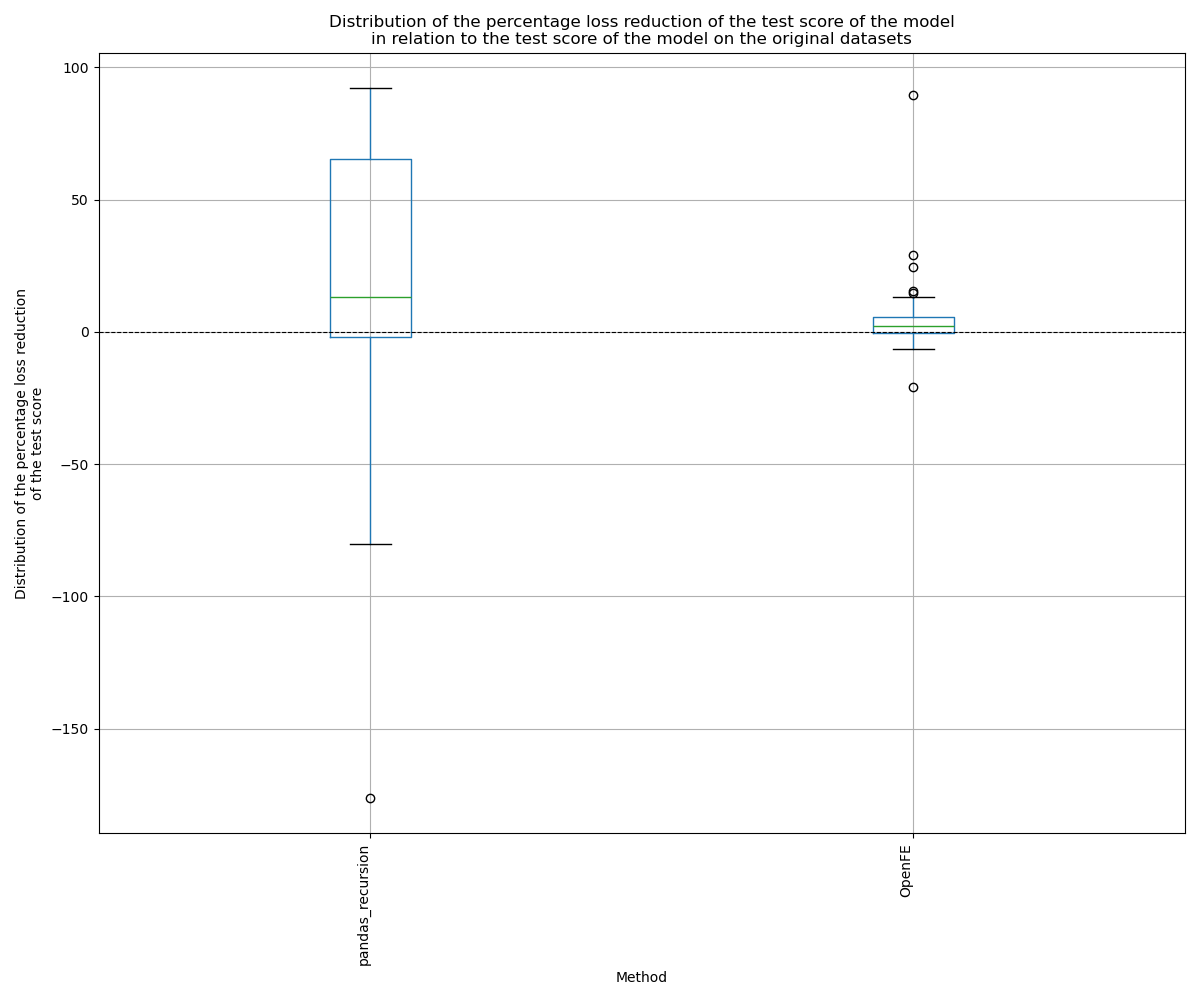 Distribution of the percentage loss reduction of the test score of the model
in relation to the test score of the model on the original datasets
Distribution of the percentage loss reduction
of the test score
100
50
0
−50
−100
−150
pandas_recursion
OpenFE
Method